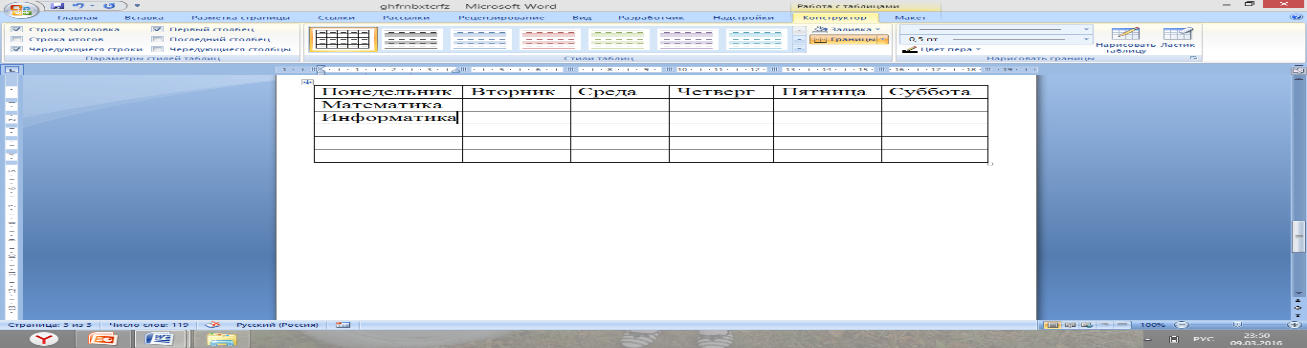 ghfrnbxtcrfz - Microsoft Word
Работа с таблицами
Главная Вставка Разметка страницы Ссылки Рассылки Рецензирование Вид Разработчик Надстройки Конструктор Макет
Строка заголовка Первый столбец
Строка итогов Последний столбец
Чередующиеся строки Чередующиеся столбцы
Заливка
Границы
0,5 пт
Цвет пера
Нарисовать таблицу
Ластик
Параметры стилей таблиц
Стили таблиц
Нарисовать границы
Понедельник Вторник Среда Четверг Пятница Суббота
Математика
Информатика
Страница: 3 из 3 Число слов: 119 Русский (Россия) 100%
РУС 23:50
09.03.2016